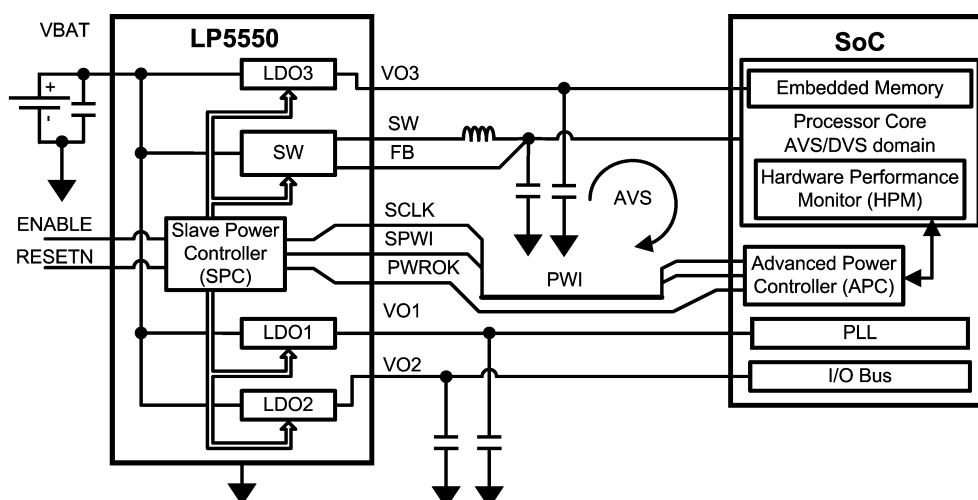 VBAT
LP5550
SoC
+
-
LDO3
VO3
Embedded Memory
SW
SW
FB
Processor Core
AVS/DVS domain
Hardware Performance
Monitor (HPM)
AVS
ENABLE
RESETN
Slave Power
Controller
(SPC)
SCLK
SPWI
PWROK
PWI
Advanced Power
Controller (APC)
VO1
LDO1
PLL
VO2
LDO2
I/O Bus